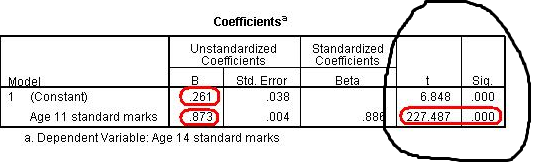 Coefficients a
Unstandardized Coefficients Standardized Coefficients
Model B Std. Error Beta t Sig.
1 (Constant) .261 .038 6.848 .000
Age 11 standard marks .873 .004 .886 227.487 .000
a. Dependent Variable: Age 14 standard marks